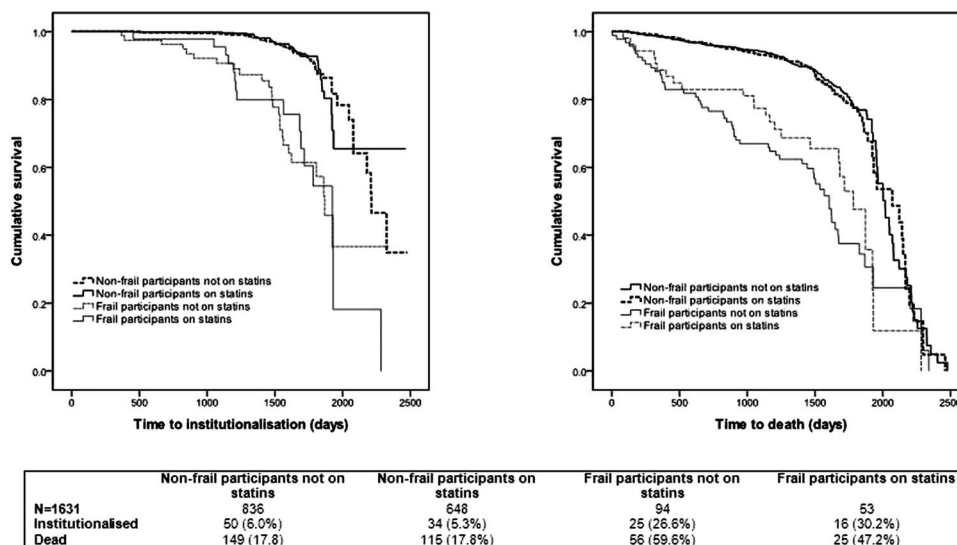 1.0
0.8
0.6
0.4
0.2
0.0
Cumulative survival
Non-frail participants not on statins
Non-frail participants on statins
Frail participants not on statins
Frail participants on statins
0 500 1000 1500 2000 2500
Time to institutionalisation (days)
1.0
0.8
0.6
0.4
0.2
0.0
Cumulative survival
Non-frail participants not on statins
Non-frail participants on statins
Frail participants not on statins
Frail participants on statins
0 500 1000 1500 2000 2500
Time to death (days)
Non-frail participants not on statins Non-frail participants on statins Frail participants not on statins Frail participants on statins
N=1631 836 648 94 53
Institutionalised 50 (6.0%) 34 (5.3%) 25 (26.6%) 16 (30.2%)
Dead 149 (17.8) 115 (17.8%) 56 (59.6%) 25 (47.2%)